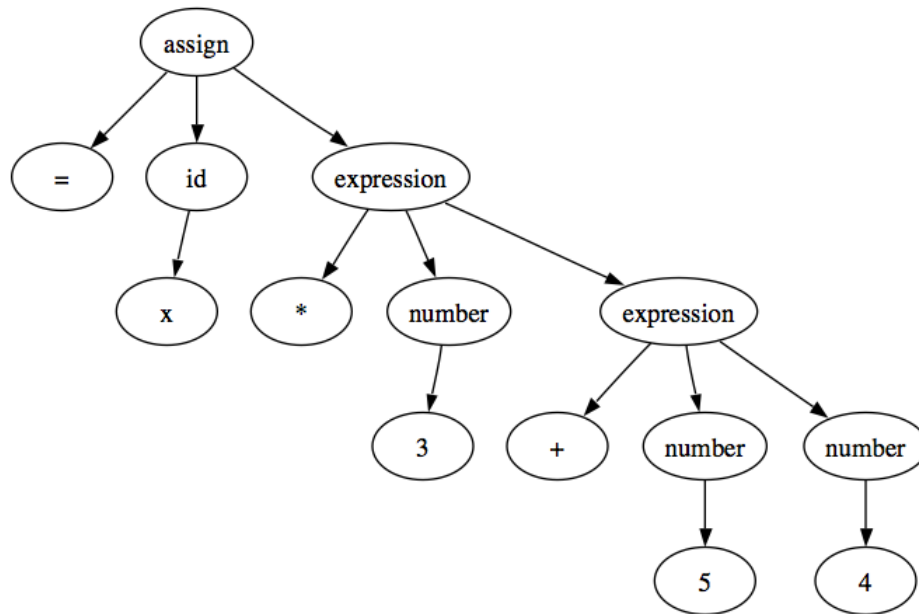 assign
= id expression
x * number expression
3 + number number
5 4